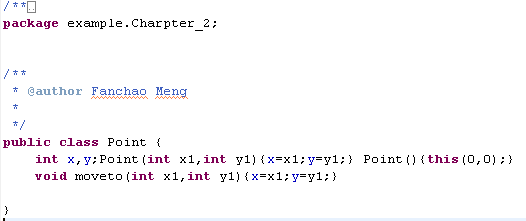 /**
package example.Charpter_2;
/**
* @author Fanchao Meng
*
*/
public class Point {
int x,y;Point(int x1,int y1){x=x1;y=y1;} Point(){this(0,0);}
void moveto(int x1,int y1){x=x1;y=y1;}
}